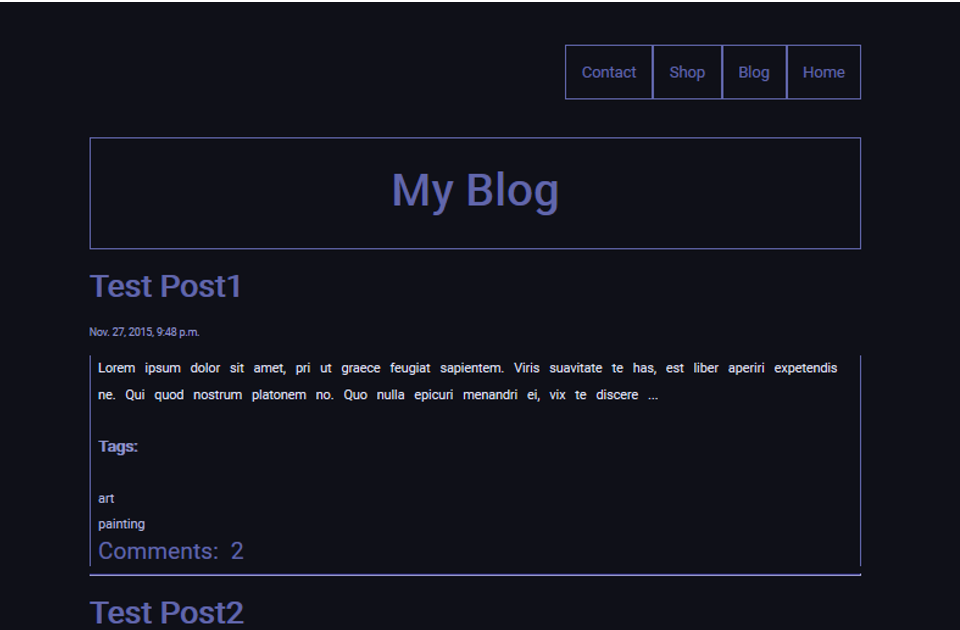 Contact Shop Blog Home
My Blog
Test Post1
Nov. 27, 2015, 9:48 p.m.
Lorem ipsum dolor sit amet, pri ut graece feugiat sapientem. Viris suavitate te has, est liber aperiri expetendis
ne. Qui quod nostrum platonem no. Quo nulla epicuri menandri ei, vix te discere ...
Tags:
art
painting
Comments: 2
Test Post2